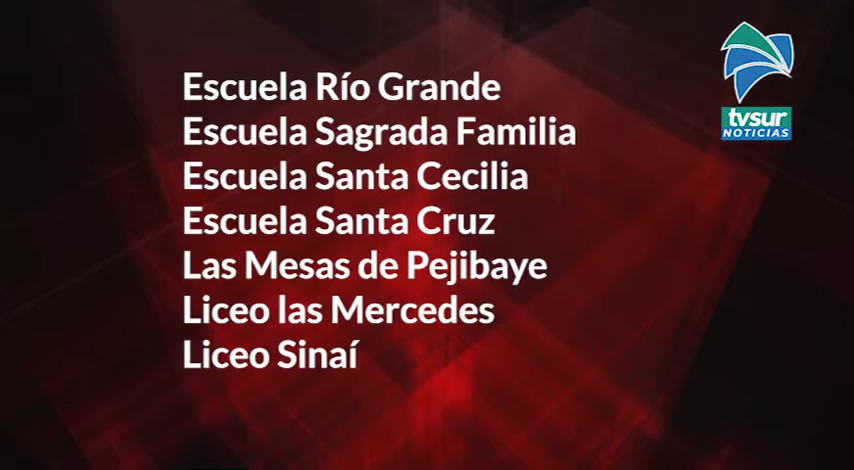 Escuela Río Grande
Escuela Sagrada Familia
Escuela Santa Cecilia
Escuela Santa Cruz
Las Mesas de Pejibaye
Liceo las Mercedes
Liceo Sinaí
tvsur
NOTICIAS